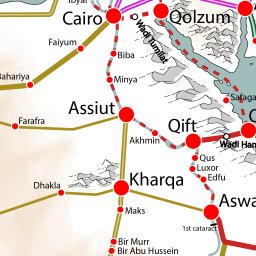 Cairo
Qolzum
Wadi Tumilat
Faiyum
Biba
Bahariya
Minya
Safaga
Assiut
Farafra
Akhmin
Qift
Wadi Ham
Qus
Luxor
Edfu
Dhakla
Kharqa
Maks
Aswa
1st cataract
Bir Murr
Bir Abu Hussein